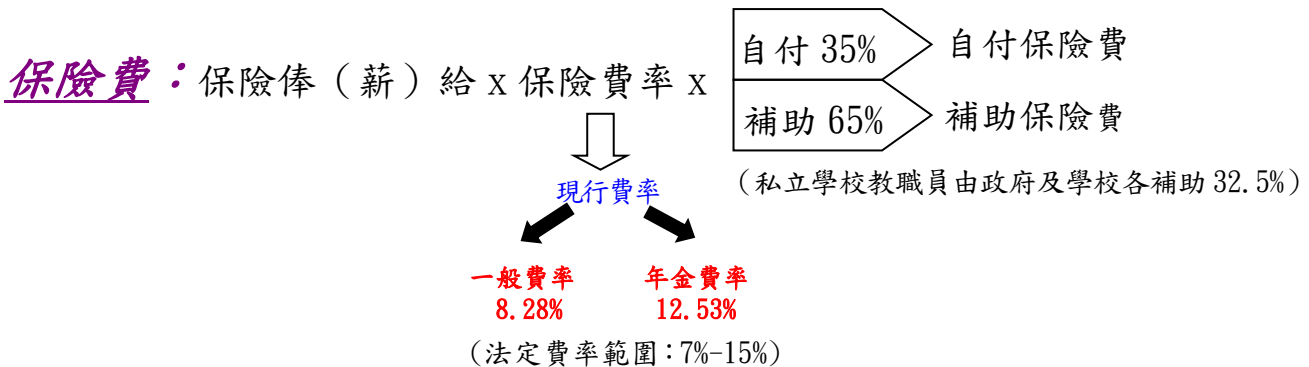 保險費：保險俸（薪）給 x 保險費率 x
自付 35% 自付保險費
補助 65% 補助保險費
（私立學校教職員由政府及學校各補助 32.5%）
現行費率
一般費率 年金費率
8.28% 12.53%
（法定費率範圍：7%-15%）